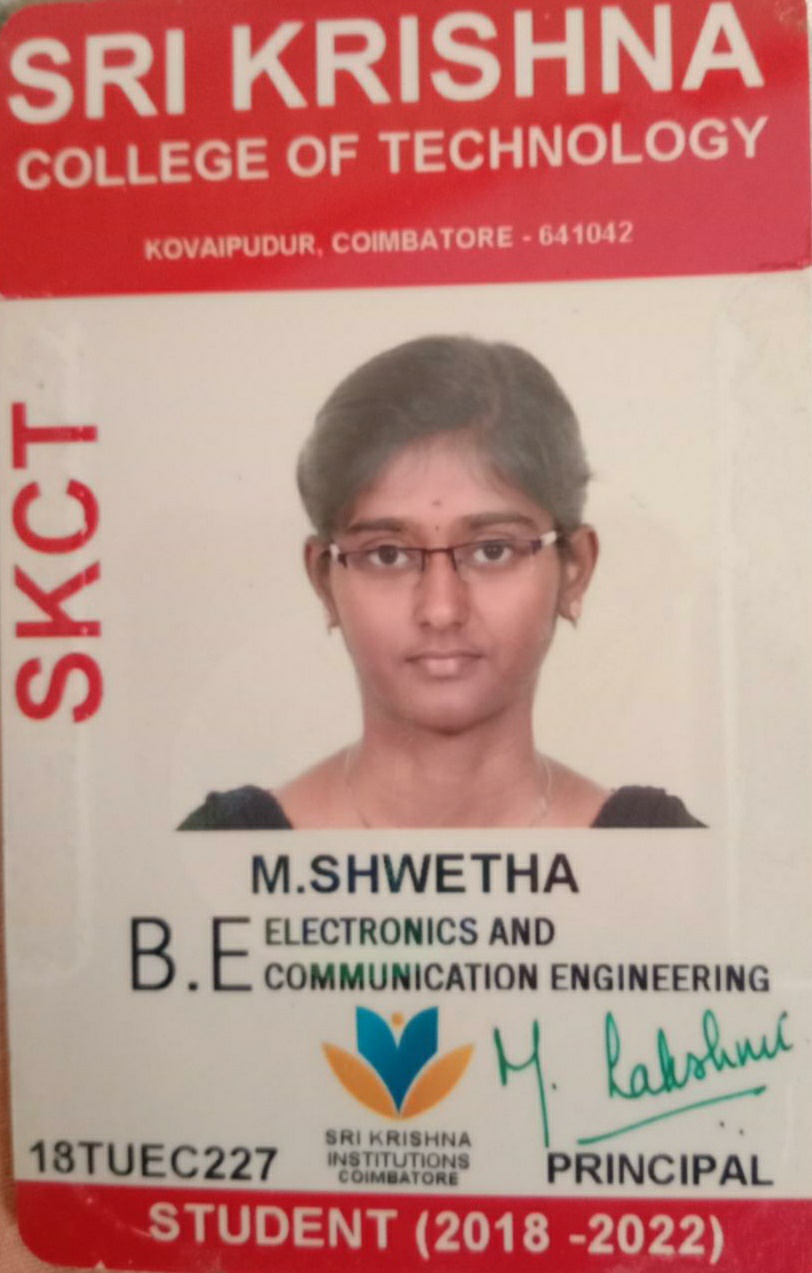 SRI KRISHNA
COLLEGE OF TECHNOLOGY
KOVAIPUDUR, COIMBATORE - 641042
SKCT
M.SHWETHA
B.E ELECTRONICS AND
COMMUNICATION ENGINEERING
M. Lakshmi
SRI KRISHNA
INSTITUTIONS
COIMBATORE
18TUEC227
PRINCIPAL
STUDENT (2018 -2022)